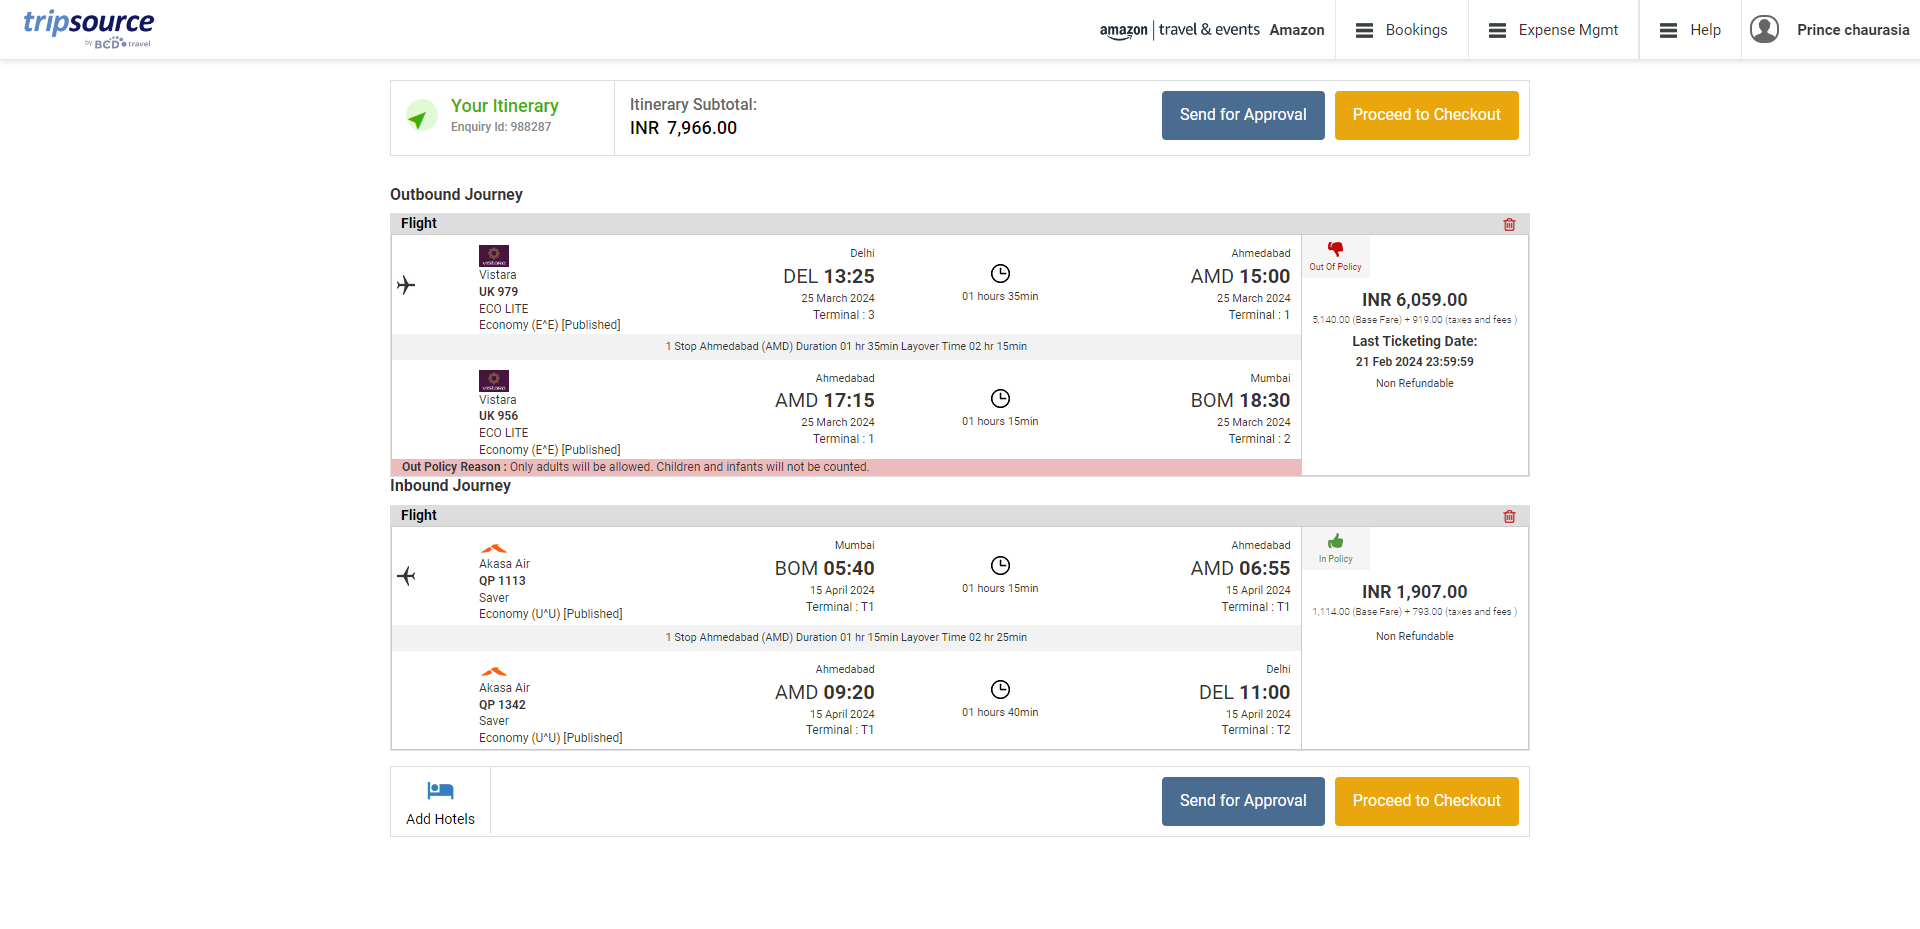 tripsource
by BCD travel
amazon | travel & events Amazon
Bookings
Expense Mgmt
Help
Prince chaurasia
Your Itinerary
Enquiry Id: 988287
Itinerary Subtotal:
INR 7,966.00
Send for Approval
Proceed to Checkout
Outbound Journey
Flight
VISTARA
Vistara
UK 979
ECO LITE
Economy (E^E) [Published]
Delhi
DEL 13:25
25 March 2024
Terminal : 3
01 hours 35min
Ahmedabad
AMD 15:00
25 March 2024
Terminal : 1
Out Of Policy
INR 6,059.00
5,140.00 (Base Fare) + 919.00 (taxes and fees )
Last Ticketing Date:
21 Feb 2024 23:59:59
Non Refundable
1 Stop Ahmedabad (AMD) Duration 01 hr 35min Layover Time 02 hr 15min
VISTARA
Vistara
UK 956
ECO LITE
Economy (E^E) [Published]
Ahmedabad
AMD 17:15
25 March 2024
Terminal : 1
01 hours 15min
Mumbai
BOM 18:30
25 March 2024
Terminal : 2
Out Policy Reason : Only adults will be allowed. Children and infants will not be counted.
Inbound Journey
Flight
Akasa Air
QP 1113
Saver
Economy (U^U) [Published]
Mumbai
BOM 05:40
15 April 2024
Terminal : T1
01 hours 15min
Ahmedabad
AMD 06:55
15 April 2024
Terminal : T1
In Policy
INR 1,907.00
1,114.00 (Base Fare) + 793.00 (taxes and fees )
Non Refundable
1 Stop Ahmedabad (AMD) Duration 01 hr 15min Layover Time 02 hr 25min
Akasa Air
QP 1342
Saver
Economy (U^U) [Published]
Ahmedabad
AMD 09:20
15 April 2024
Terminal : T1
01 hours 40min
Delhi
DEL 11:00
15 April 2024
Terminal : T2
Add Hotels
Send for Approval
Proceed to Checkout